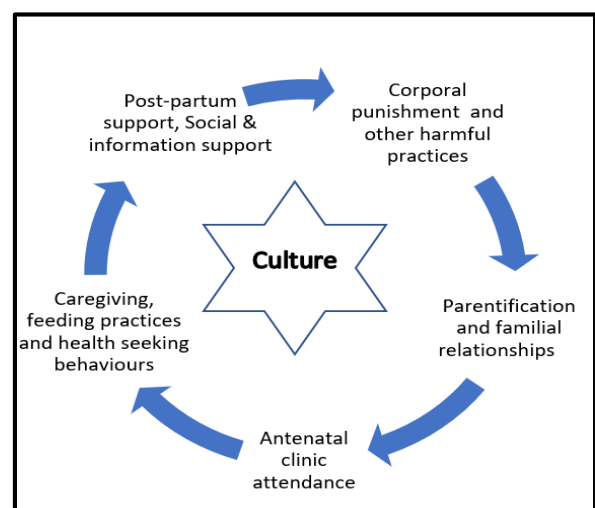 Post-partum
support, Social &
information support
Corporal
punishment and
other harmful
practices
Culture
Caregiving,
feeding practices
and health seeking
behaviours
Parentification
and familial
relationships
Antenatal
clinic
attendance